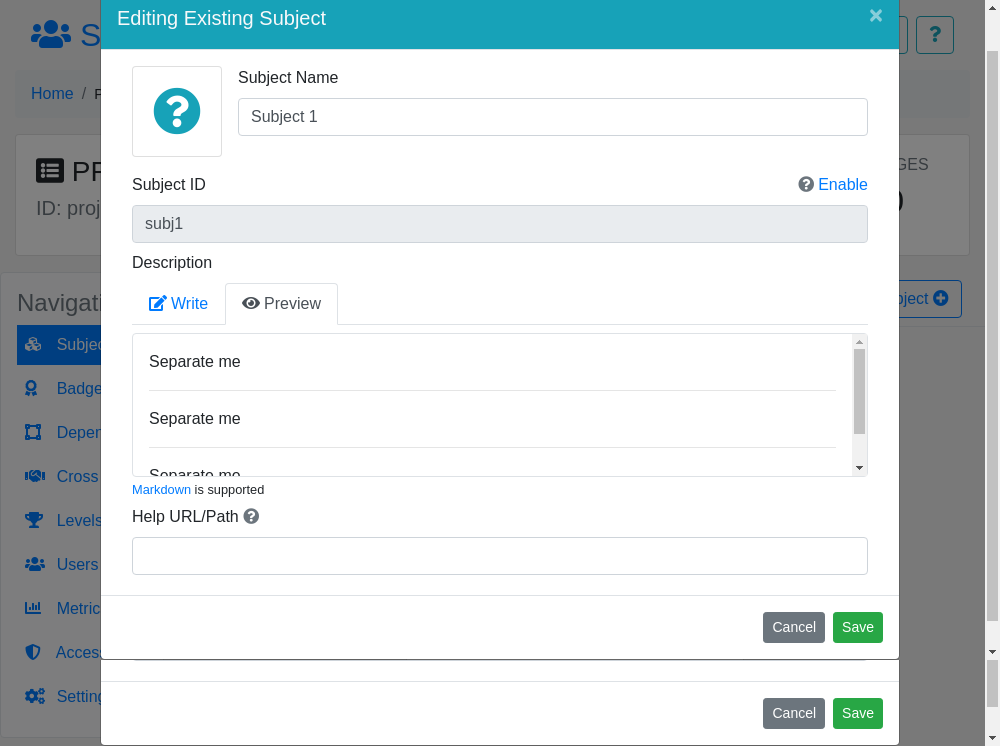 Editing Existing Subject ×
S
?
Home / P
Subject Name
Subject 1
PR
ID: proj
GES
Subject ID
Enable
subj1
Description
Navigati
Write
Preview
bject
Subjec
Separate me
Badge
Separate me
Depen
Cross
Separate me
Markdown is supported
Levels
Help URL/Path
Users
Metric
Cancel
Save
Acces
Setting
Cancel
Save